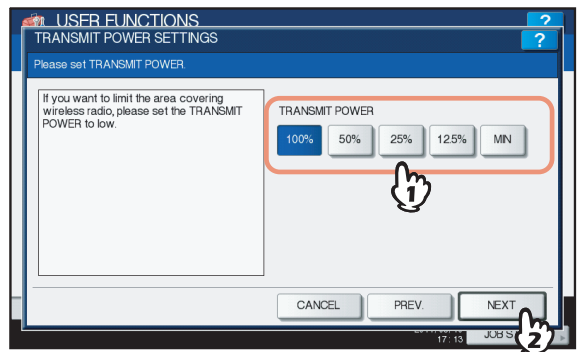 USER FUNCTIONS
?
TRANSMIT POWER SETTINGS
?
Please set TRANSMIT POWER.
If you want to limit the area covering
wireless radio, please set the TRANSMIT
POWER to low.
TRANSMIT POWER
100% 50% 25% 12.5% MIN
1
CANCEL PREV. NEXT
17 : 13 JOB S
2